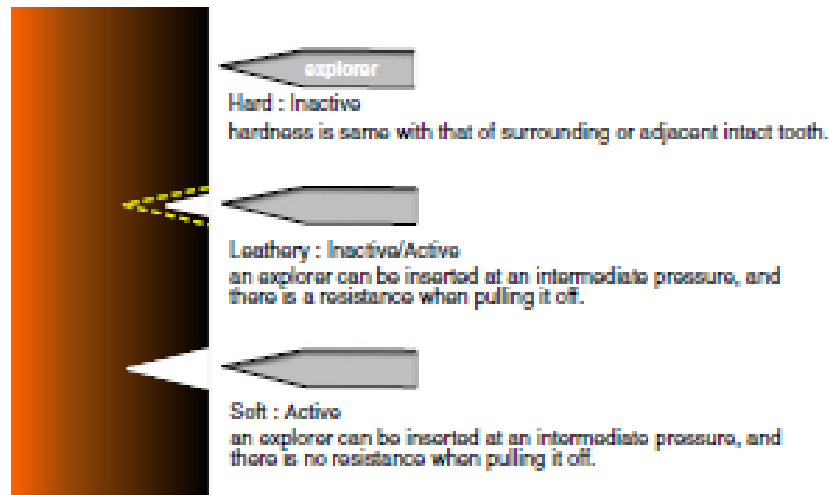 explorer
Hard : Inactive
hardness is same with that of surrounding or adjacent intact tooth.
Leathery : Inactive/Active
an explorer can be inserted at an intermediate pressure, and
there is a resistance when pulling it off.
Soft : Active
an explorer can be inserted at an intermediate pressure, and
there is no resistance when pulling it off.